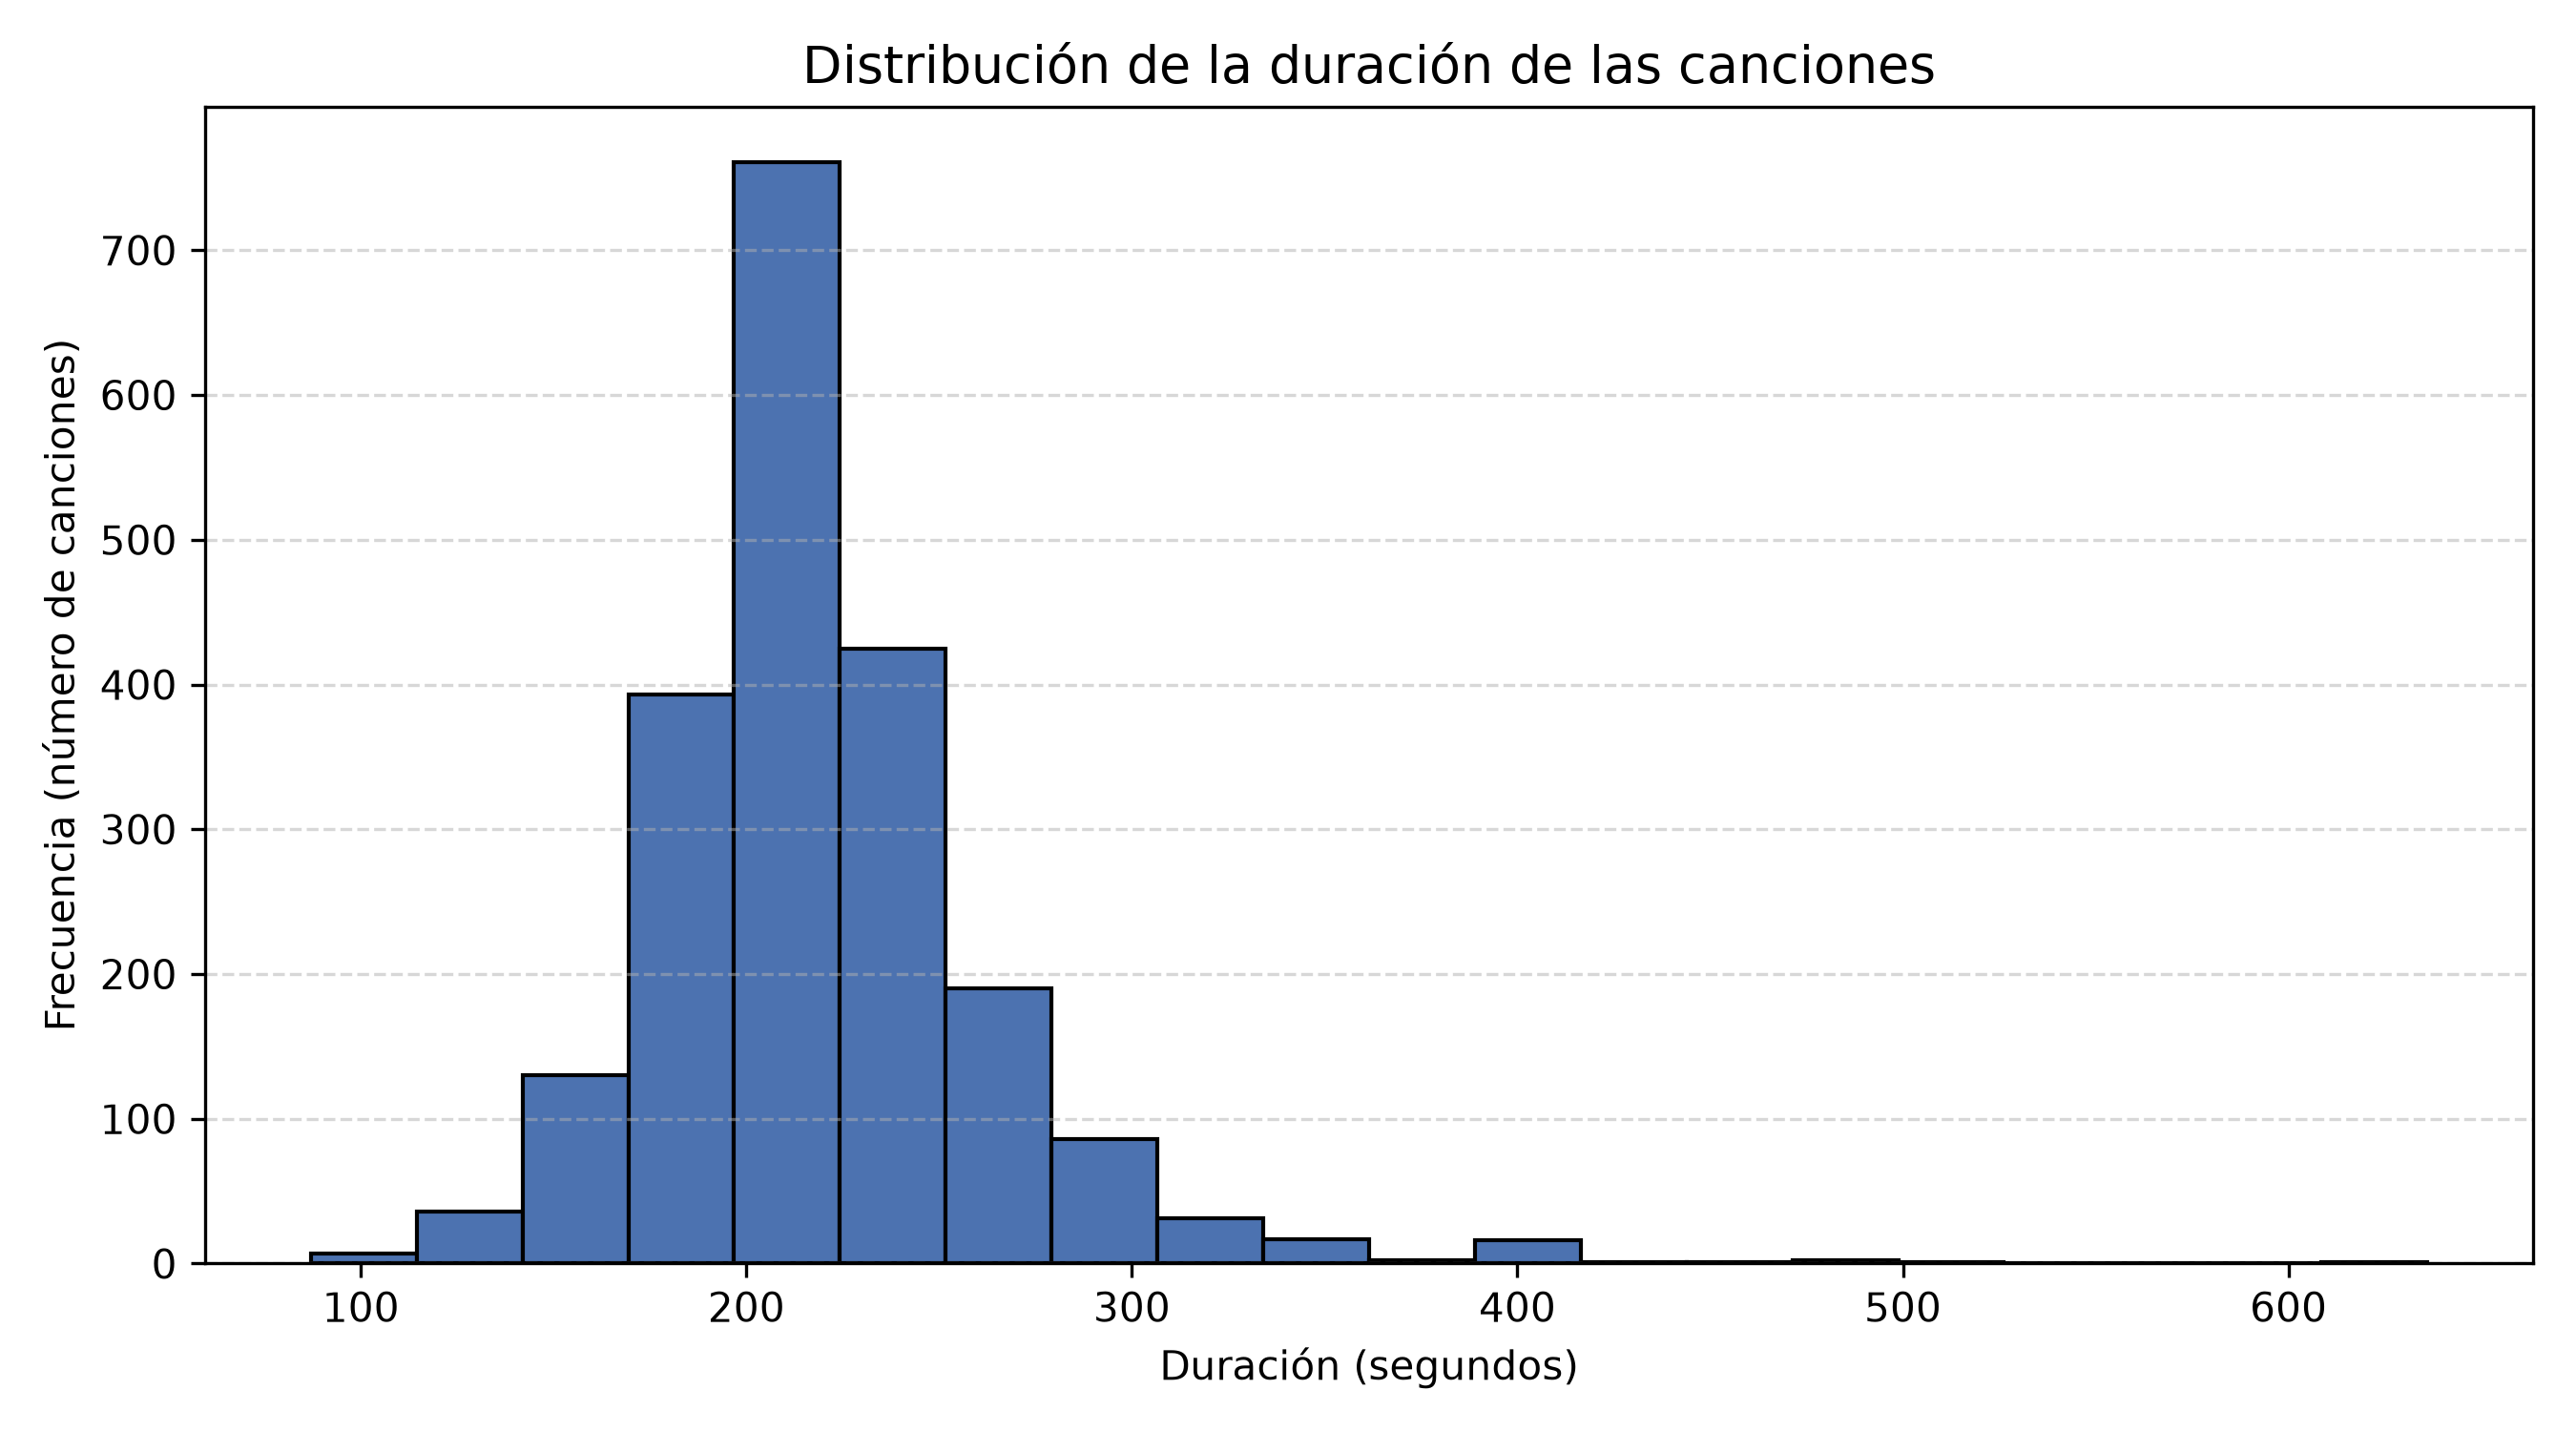 Distribución de la duración de las canciones
Frecuencia (número de canciones)
700
600
500
400
300
200
100
0
100 200 300 400 500 600
Duración (segundos)